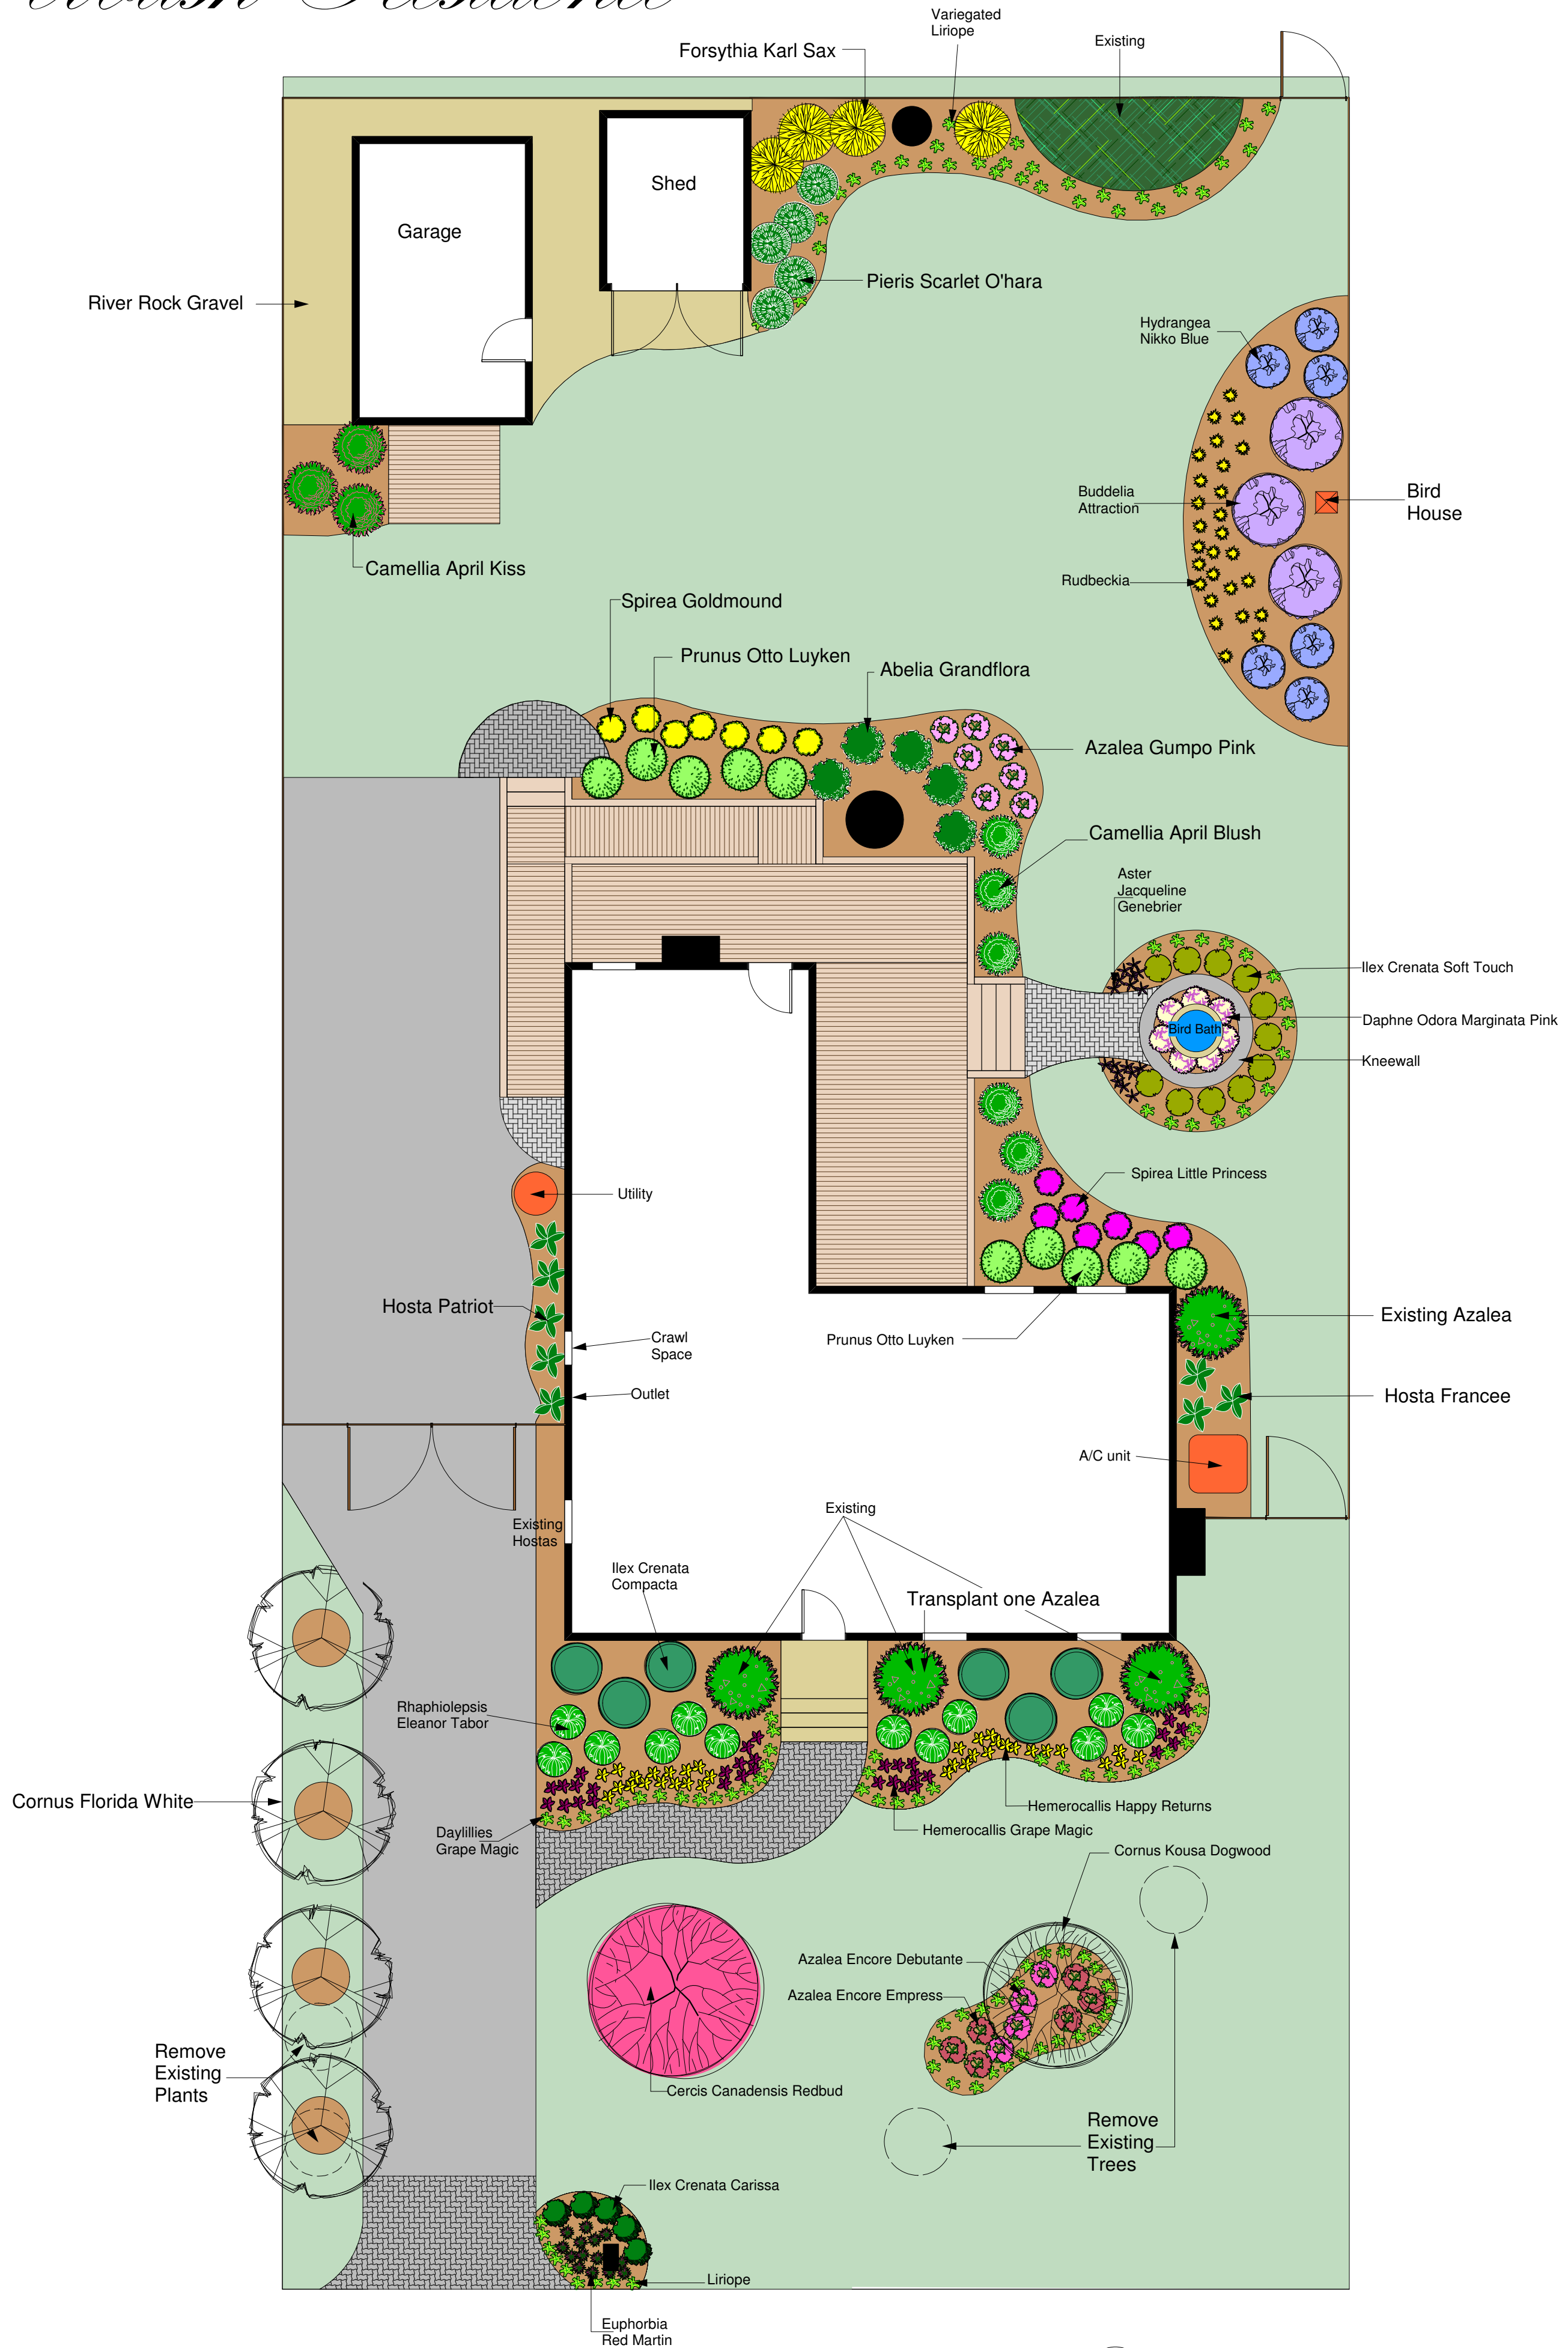 Residence
Variegated
Liriope
Existing
Forsythia Karl Sax
Shed
Garage
Pieris Scarlet O'hara
River Rock Gravel
Hydrangea
Nikko Blue
Buddelia
Attraction
Bird
House
Camellia April Kiss
Rudbeckia
Spirea Goldmound
Prunus Otto Luyken
Abelia Grandflora
Azalea Gumpo Pink
Camellia April Blush
Aster
Jacqueline
Genebrier
Ilex Crenata Soft Touch
Daphne Odora Marginata Pink
Bird Bath
Kneewall
Spirea Little Princess
Utility
Hosta Patriot
Existing Azalea
Crawl
Space
Prunus Otto Luyken
Outlet
Hosta Francee
A/C unit
Existing
Existing
Hostas
Ilex Crenata
Compacta
Transplant one Azalea
Rhaphiolepsis
Eleanor Tabor
Cornus Florida White
Hemerocallis Happy Returns
Hemerocallis Grape Magic
Daylillies
Grape Magic
Cornus Kousa Dogwood
Azalea Encore Debutante
Azalea Encore Empress
Remove
Existing
Plants
Cercis Canadensis Redbud
Remove
Existing
Trees
Ilex Crenata Carissa
Liriope
Euphorbia
Red Martin